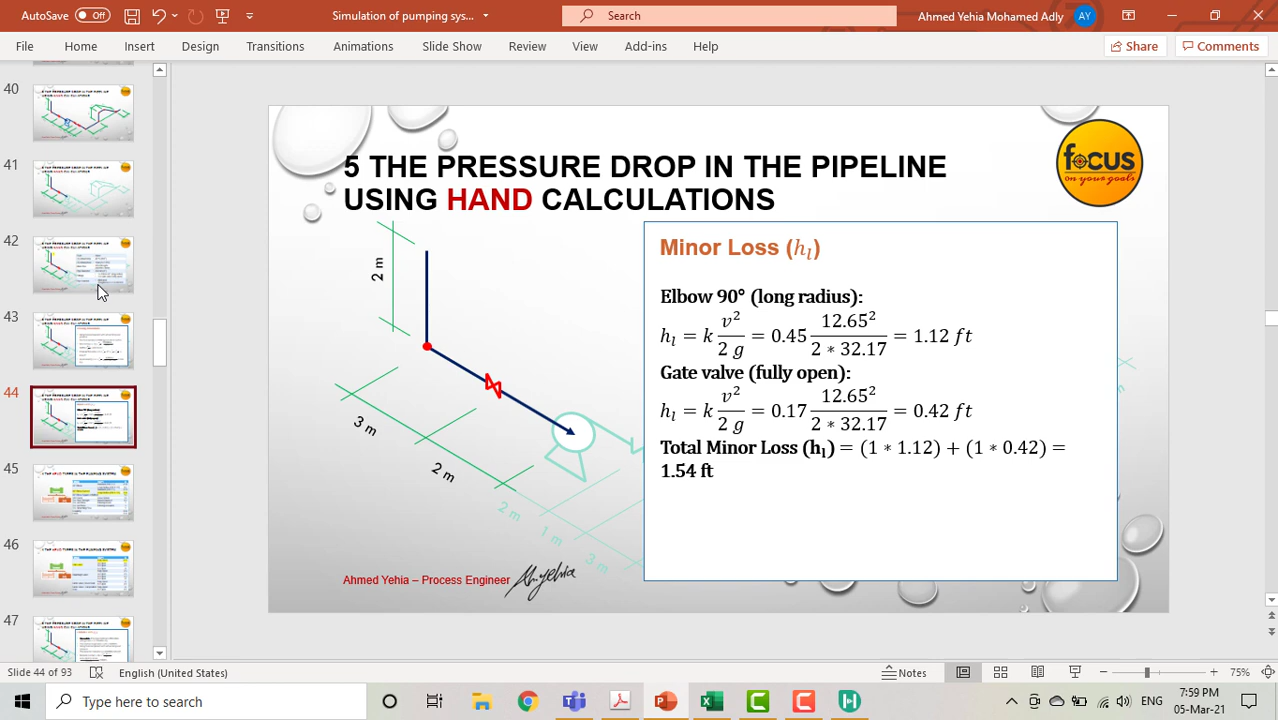 AutoSave Off
Simulation of pumping sys...
Search
Ahmed Yehia Mohamed Adly AY
File Home Insert Design Transitions Animations Slide Show Review View Add-ins Help
Share Comments
40
41
42
43
44
45
46
47
5 THE PRESSURE DROP IN THE PIPELINE
USING HAND CALCULATIONS
focus
on your goals
2 m
3 m
2 m
m
3 m
Minor Loss (h_l)
Elbow 90° (long radius):
h_l = k v²/2 g = 0.45 12.65²/2 * 32.17 = 1.12 ft
Gate valve (fully open):
h_l = k v²/2 g = 0.17 12.65²/2 * 32.17 = 0.42 ft
Total Minor Loss (h_l) = (1 * 1.12) + (1 * 0.42) =
1.54 ft
Ahmed Yehia – Process Engineer
Slide 44 of 93 English (United States) Notes 75%
Type here to search
ENG
7:59 PM
05-Mar-21